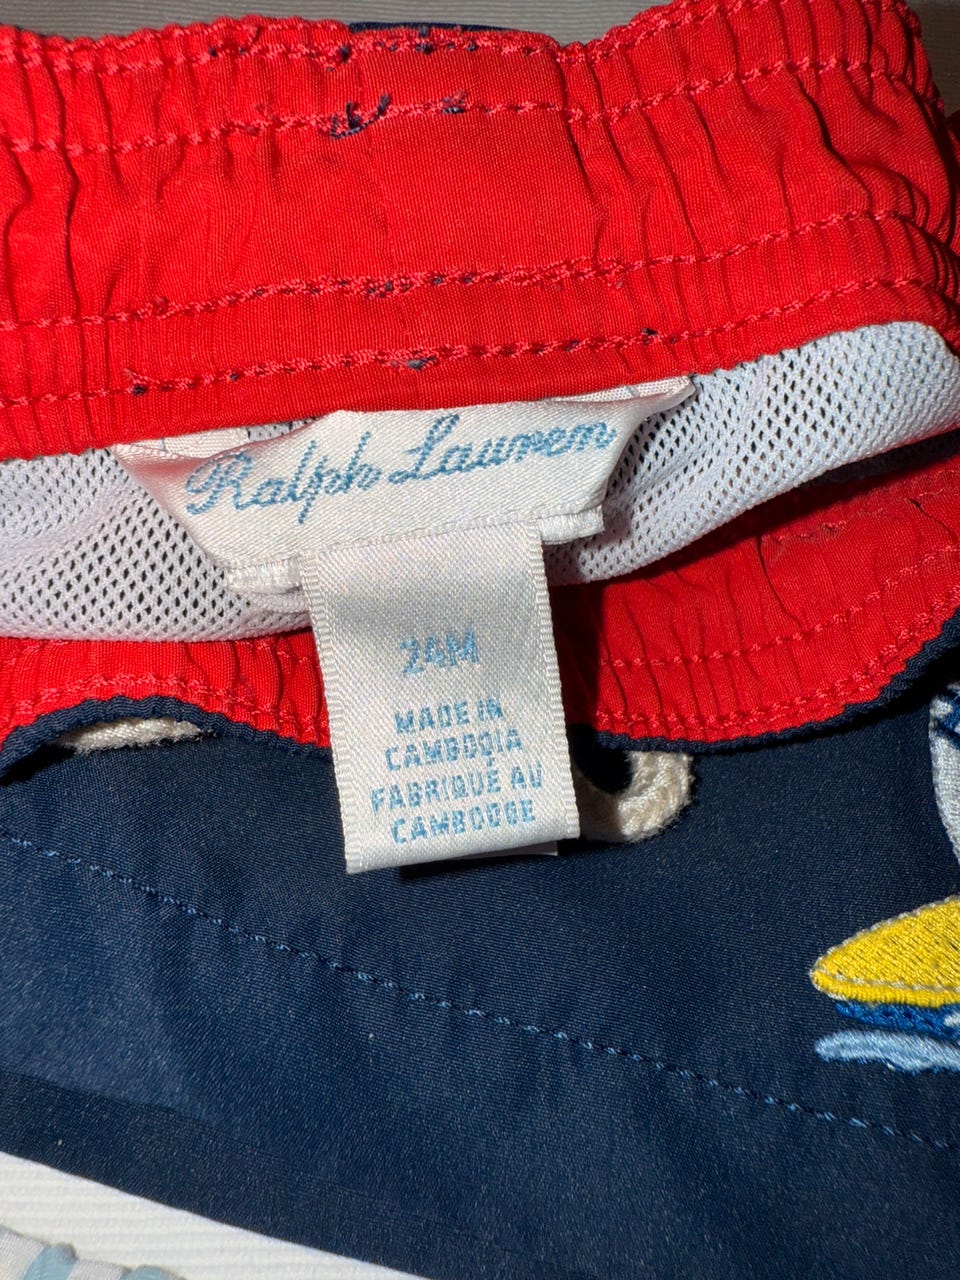 Ralph Lauren
24M
MADE IN
CAMBODIA
FABRIQUÉ AU
CAMBODGE